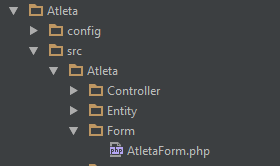 Atleta
config
src
Atleta
Controller
Entity
Form
php
AtletaForm.php